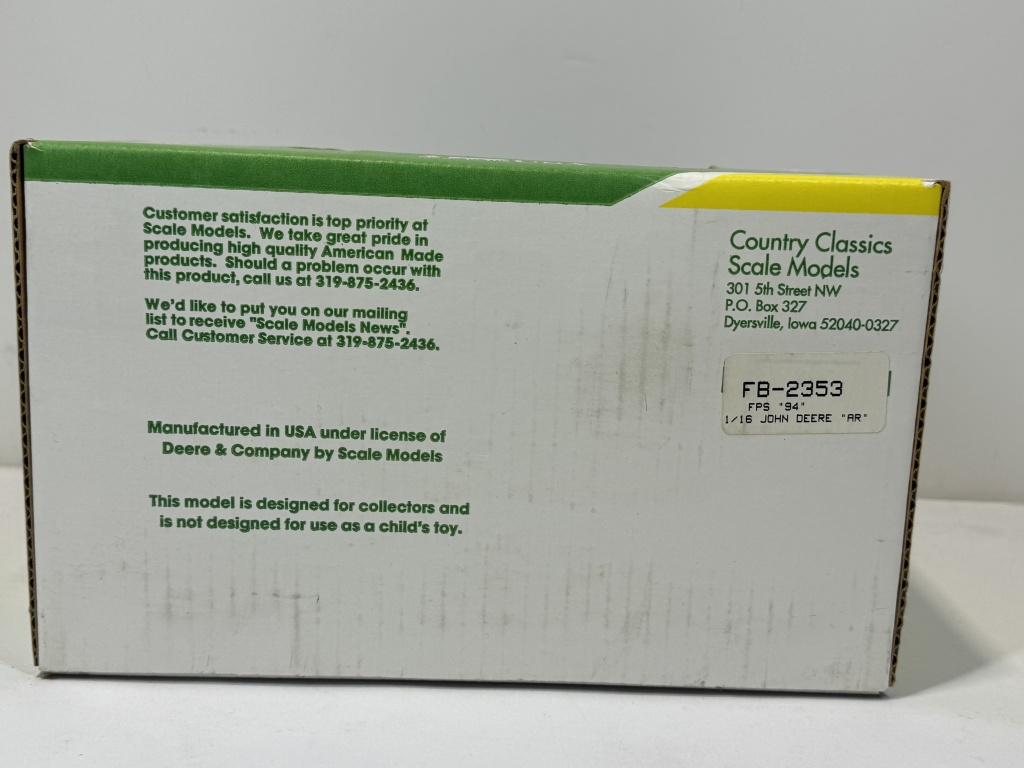 Customer satisfaction is top priority at
Scale Models. We take great pride in
producing high quality American Made
products. Should a problem occur with
this product, call us at 319-875-2436.
We'd like to put you on our mailing
list to receive "Scale Models News".
Call Customer Service at 319-875-2436.
Manufactured in USA under license of
Deere & Company by Scale Models
This model is designed for collectors and
is not designed for use as a child's toy.
Country Classics
Scale Models
301 5th Street NW
P.O. Box 327
Dyersville, Iowa 52040-0327
FB-2353
FPS "94"
1/16 JOHN DEERE "AR"